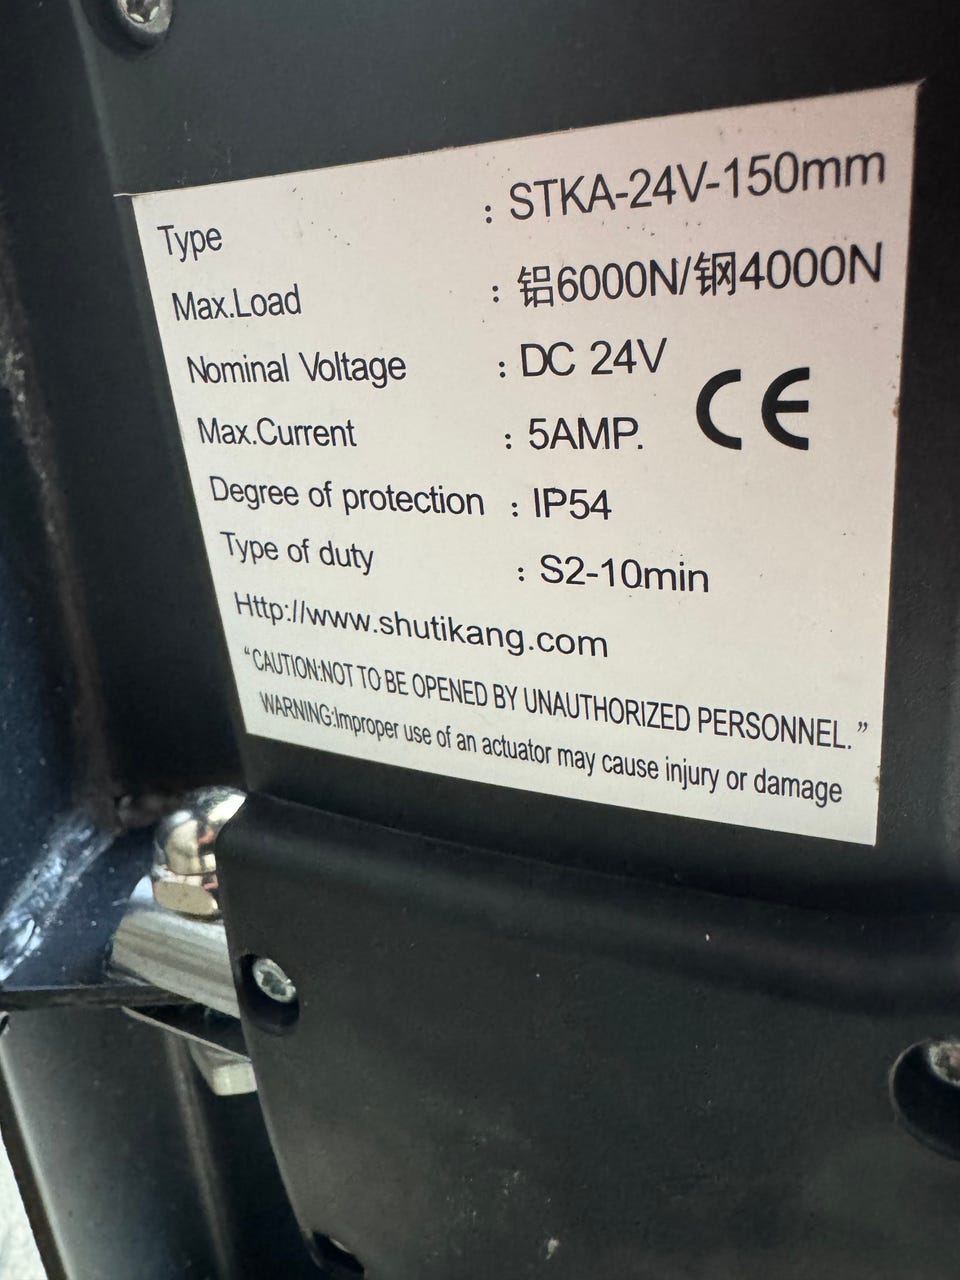 Type : STKA-24V-150mm
Max.Load : 铝6000N/钢4000N
Nominal Voltage : DC 24V
Max.Current : 5AMP.
CE
Degree of protection : IP54
Type of duty : S2-10min
Http://www.shutikang.com
“CAUTION:NOT TO BE OPENED BY UNAUTHORIZED PERSONNEL.”
WARNING:Improper use of an actuator may cause injury or damage